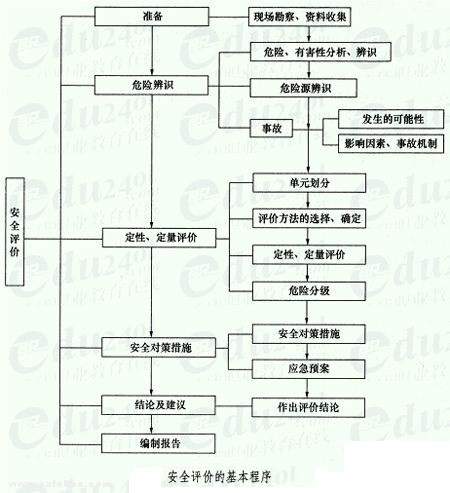 准备
现场勘察、资料收集
危险、有害性分析、辨识
危险辨识
危险源辨识
事故
发生的可能性
影响因素、事故机制
安全评价
单元划分
评价方法的选择、确定
定性、定量评价
定性、定量评价
危险分级
安全对策措施
安全对策措施
应急预案
结论及建议
作出评价结论
编制报告
安全评价的基本程序